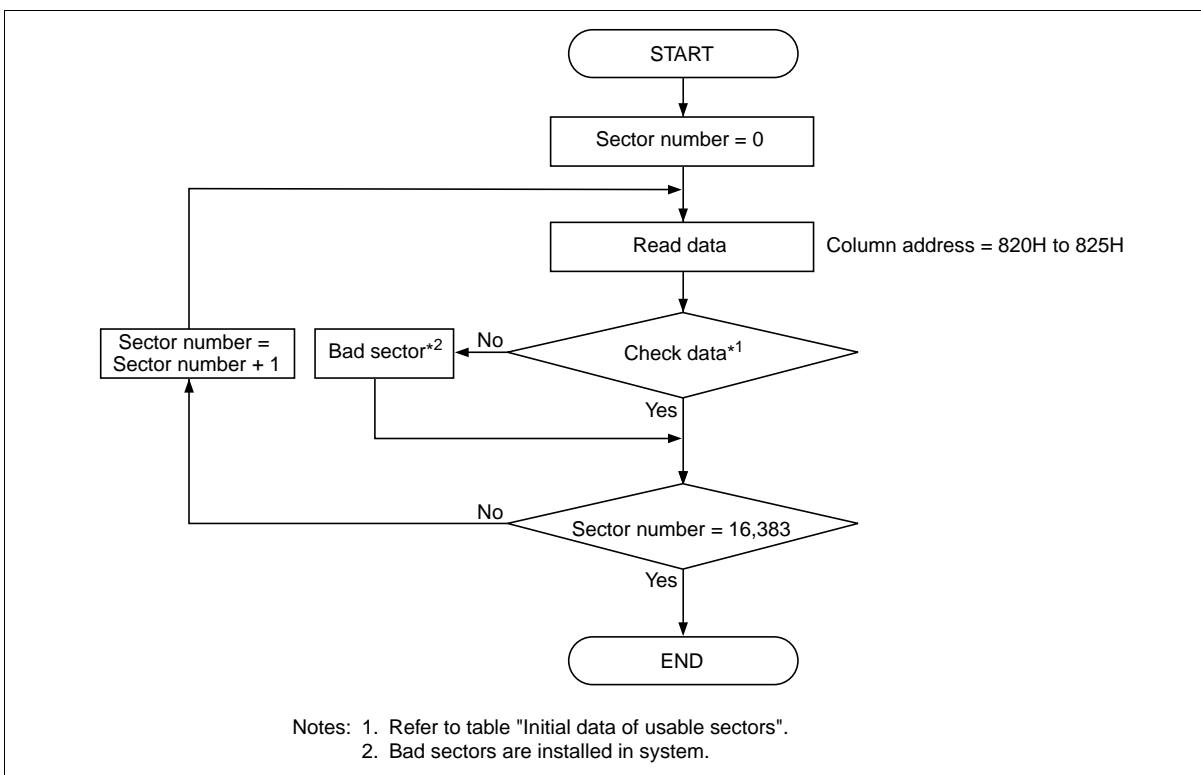 START
Sector number = 0
Read data
Column address = 820H to 825H
Sector number =
Sector number + 1
Bad sector*2
No
Check data*1
Yes
No
Sector number = 16,383
Yes
END
Notes: 1. Refer to table "Initial data of usable sectors".
2. Bad sectors are installed in system.